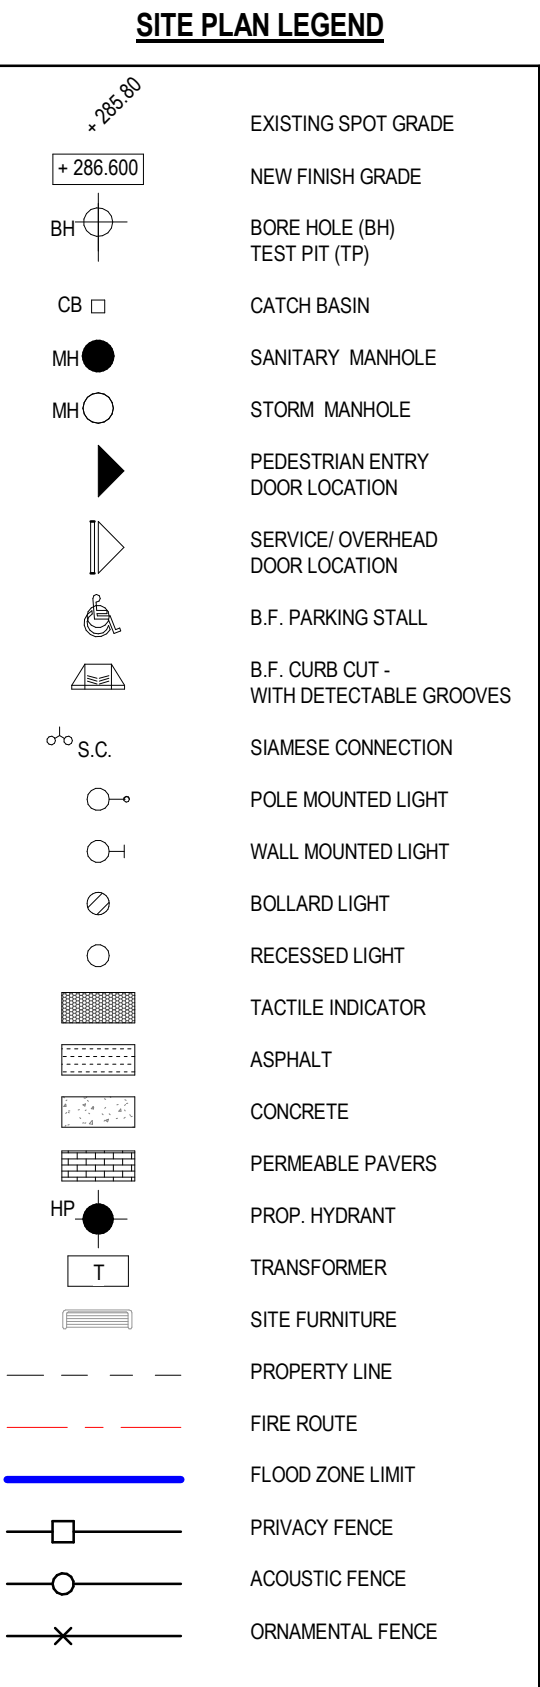 SITE PLAN LEGEND
+ 285.80
EXISTING SPOT GRADE
+ 286.600
NEW FINISH GRADE
BH
BORE HOLE (BH)
TEST PIT (TP)
CB
CATCH BASIN
MH
SANITARY MANHOLE
MH
STORM MANHOLE
PEDESTRIAN ENTRY
DOOR LOCATION
SERVICE/ OVERHEAD
DOOR LOCATION
B.F. PARKING STALL
B.F. CURB CUT -
WITH DETECTABLE GROOVES
S.C.
SIAMESE CONNECTION
POLE MOUNTED LIGHT
WALL MOUNTED LIGHT
BOLLARD LIGHT
RECESSED LIGHT
TACTILE INDICATOR
ASPHALT
CONCRETE
PERMEABLE PAVERS
HP
PROP. HYDRANT
T
TRANSFORMER
SITE FURNITURE
PROPERTY LINE
FIRE ROUTE
FLOOD ZONE LIMIT
PRIVACY FENCE
ACOUSTIC FENCE
ORNAMENTAL FENCE